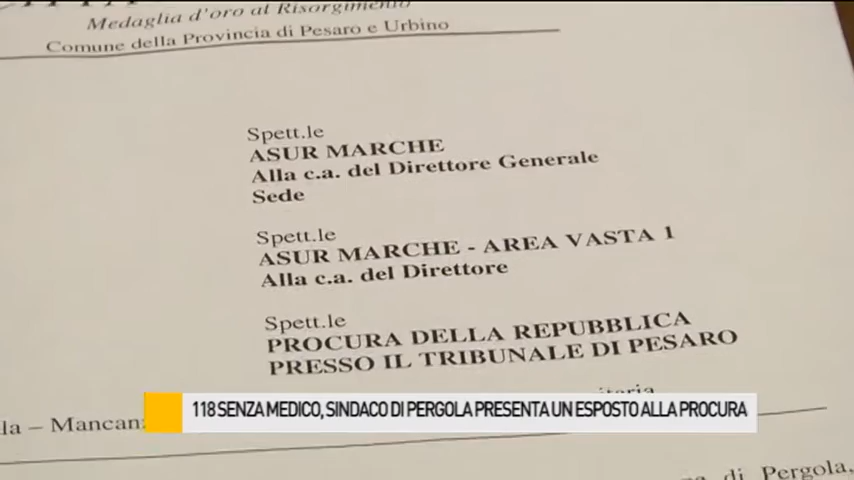 Medaglia d'oro al Risorgimento
Comune della Provincia di Pesaro e Urbino
Spett.le
ASUR MARCHE
Alla c.a. del Direttore Generale
Sede
Spett.le
ASUR MARCHE - AREA VASTA 1
Alla c.a. del Direttore
Spett.le
PROCURA DELLA REPUBBLICA
PRESSO IL TRIBUNALE DI PESARO
118 SENZA MEDICO, SINDACO DI PERGOLA PRESENTA UN ESPOSTO ALLA PROCURA
di Pergola,